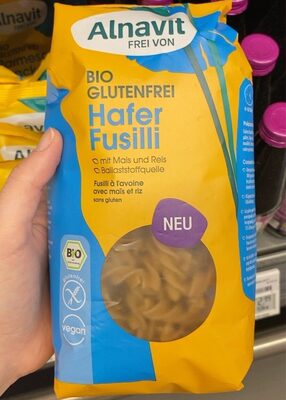 Alnavit
FREI VON
BIO
GLUTENFREI
Hafer
Fusilli
mit Mais und Reis
Ballaststoffquelle
Fusilli à l'avoine
avec maïs et riz
sans gluten
NEU
BIO
vegan